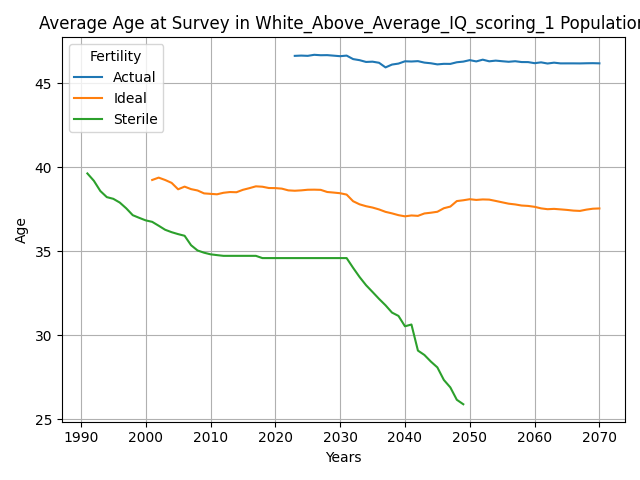 Average Age at Survey in White_Above_Average_IQ_scoring_1 Population
Fertility
Actual
Ideal
Sterile
45
40
35
30
25
Age
1990 2000 2010 2020 2030 2040 2050 2060 2070
Years